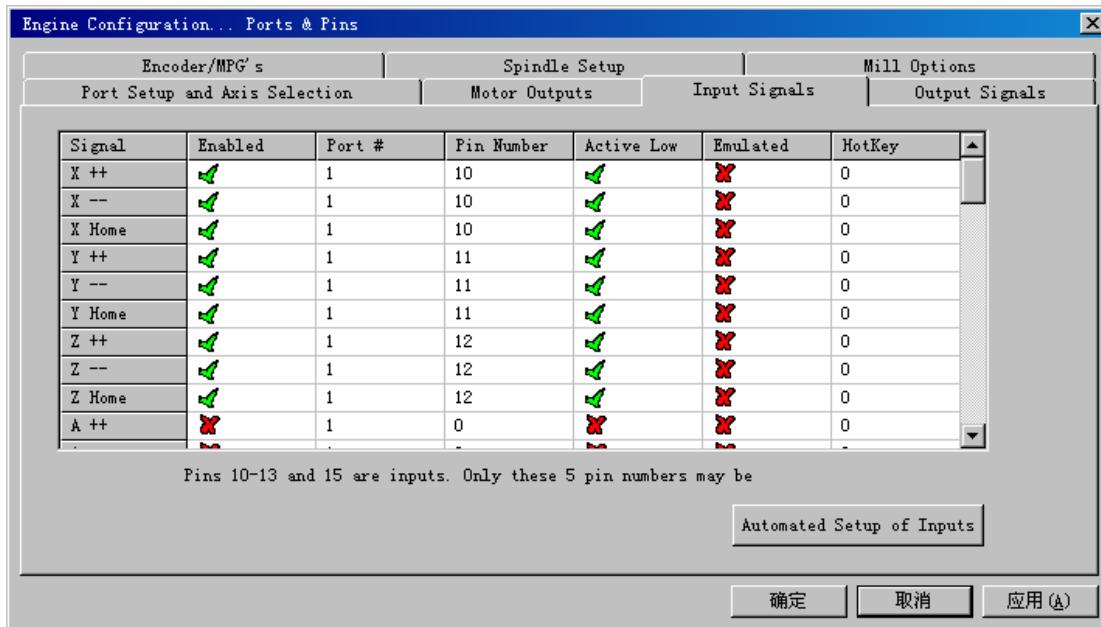 Engine Configuration... Ports & Pins
Encoder/MPG's Spindle Setup Mill Options
Port Setup and Axis Selection Motor Outputs Input Signals Output Signals
Signal Enabled Port # Pin Number Active Low Emulated HotKey
X ++ 1 10 0
X -- 1 10 0
X Home 1 10 0
Y ++ 1 11 0
Y -- 1 11 0
Y Home 1 11 0
Z ++ 1 12 0
Z -- 1 12 0
Z Home 1 12 0
A ++ 1 0 0
Pins 10-13 and 15 are inputs. Only these 5 pin numbers may be
Automated Setup of Inputs
确定 取消 应用(A)